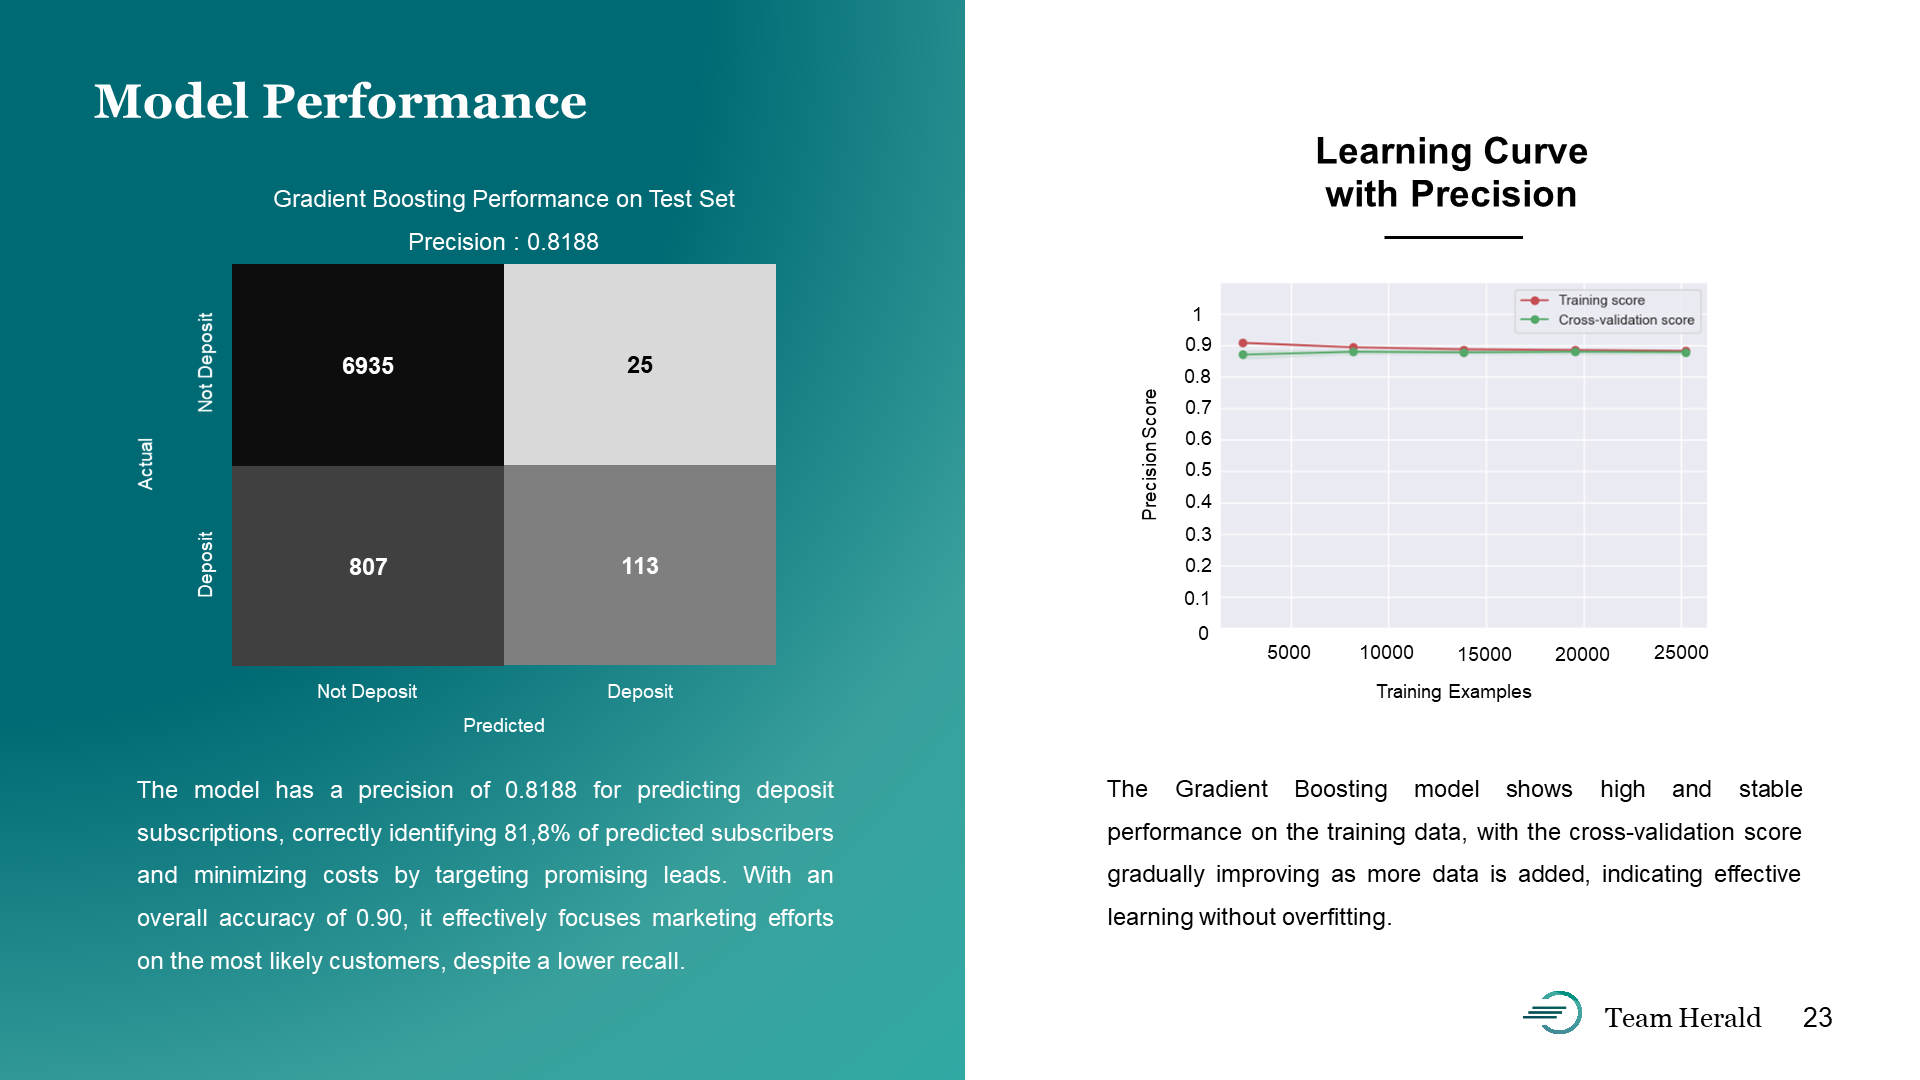 Model Performance
Gradient Boosting Performance on Test Set
Precision : 0.8188
Actual
Not Deposit
Deposit
6935
25
807
113
Not Deposit
Deposit
Predicted
The model has a precision of 0.8188 for predicting deposit
subscriptions, correctly identifying 81,8% of predicted subscribers
and minimizing costs by targeting promising leads. With an
overall accuracy of 0.90, it effectively focuses marketing efforts
on the most likely customers, despite a lower recall.
Learning Curve
with Precision
Training score
Cross-validation score
Precision Score
1
0.9
0.8
0.7
0.6
0.5
0.4
0.3
0.2
0.1
0
5000
10000
15000
20000
25000
Training Examples
The Gradient Boosting model shows high and stable
performance on the training data, with the cross-validation score
gradually improving as more data is added, indicating effective
learning without overfitting.
Team Herald
23